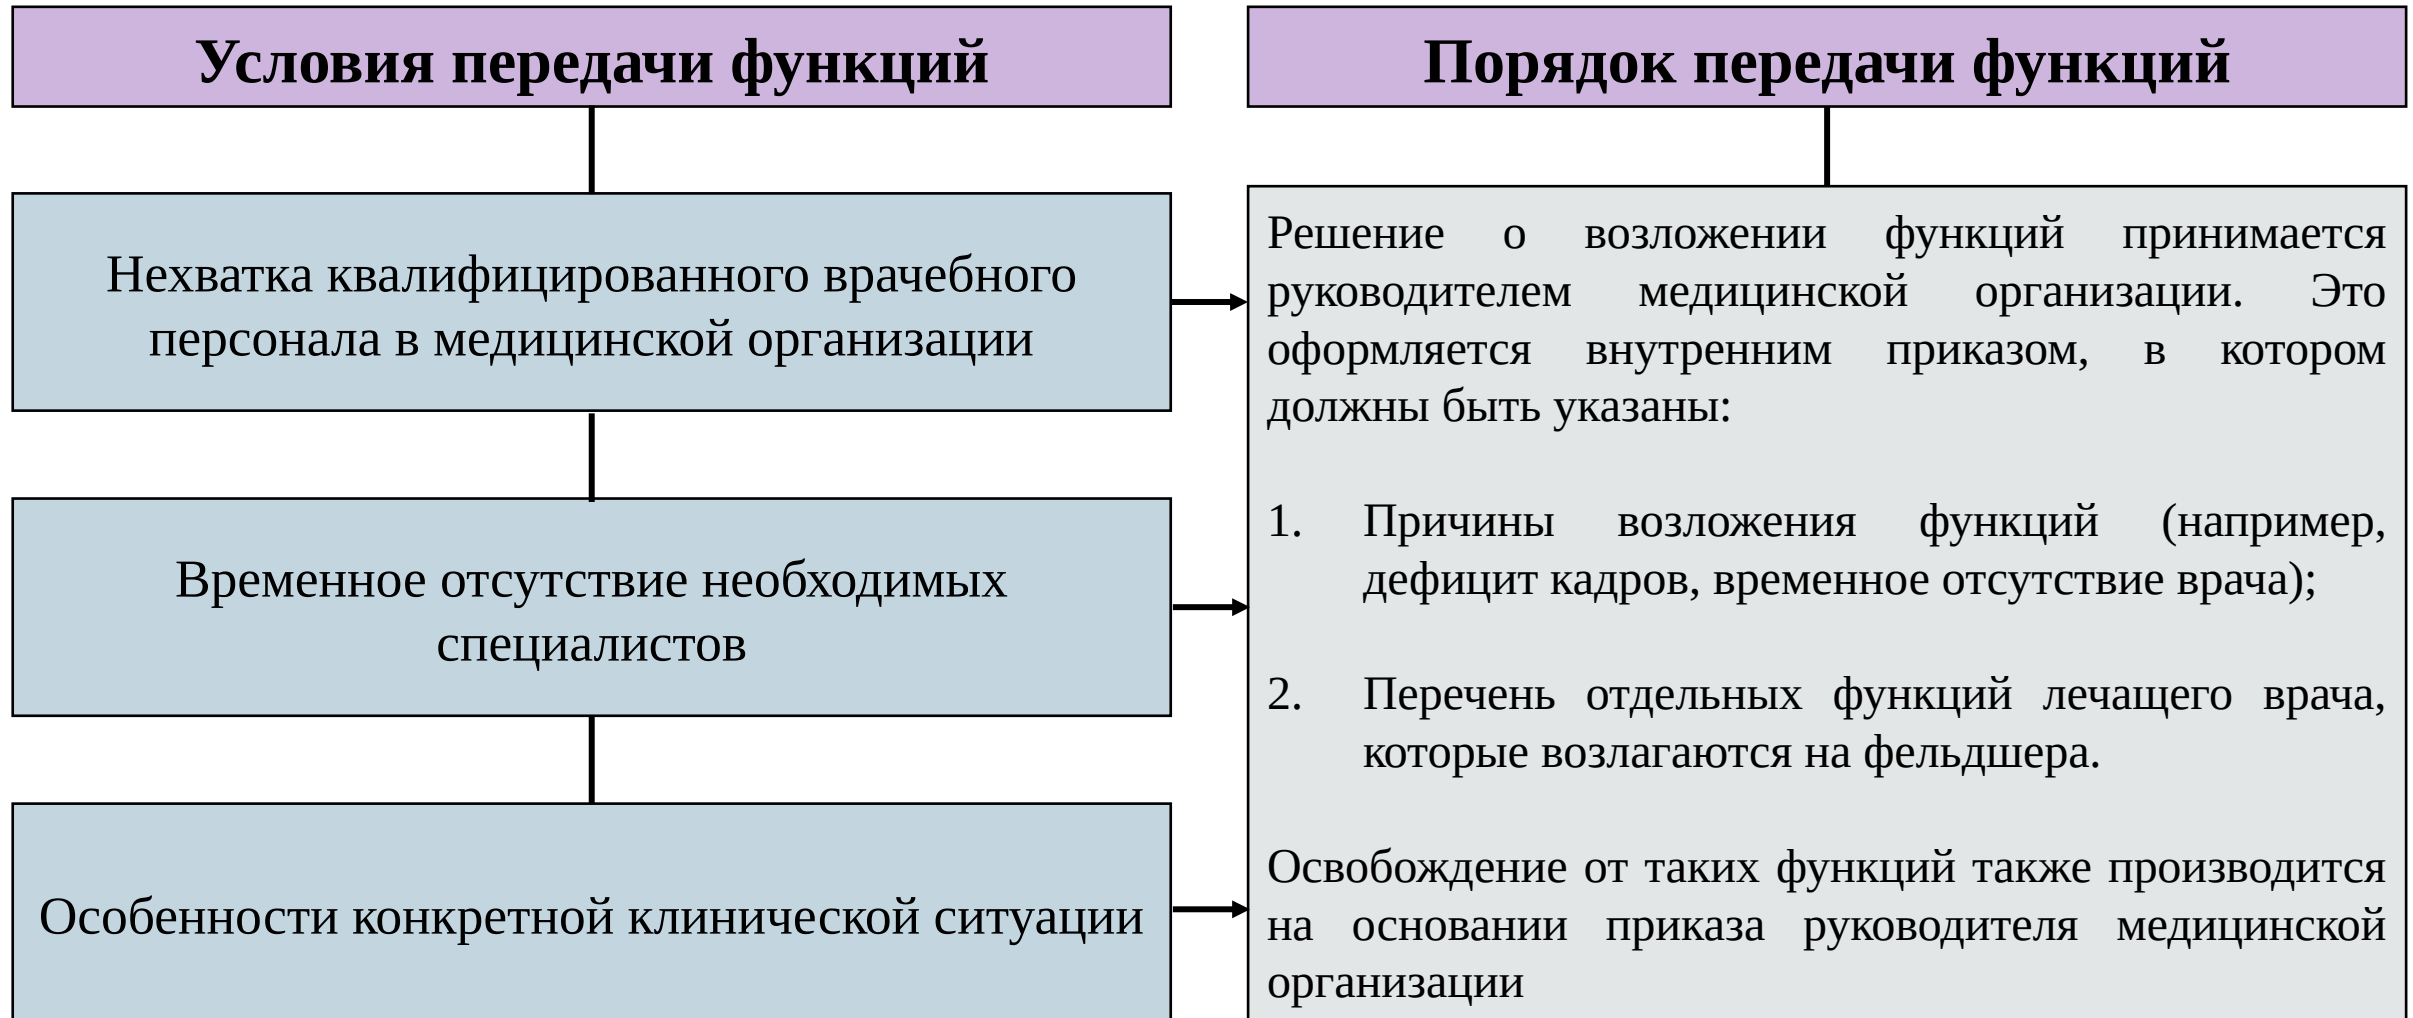 Условия передачи функций
Нехватка квалифицированного врачебного
персонала в медицинской организации
Временное отсутствие необходимых
специалистов
Особенности конкретной клинической ситуации
Порядок передачи функций
Решение о возложении функций принимается
руководителем медицинской организации. Это
оформляется внутренним приказом, в котором
должны быть указаны:
1. Причины возложения функций (например,
дефицит кадров, временное отсутствие врача);
2. Перечень отдельных функций лечащего врача,
которые возлагаются на фельдшера.
Освобождение от таких функций также производится
на основании приказа руководителя медицинской
организации